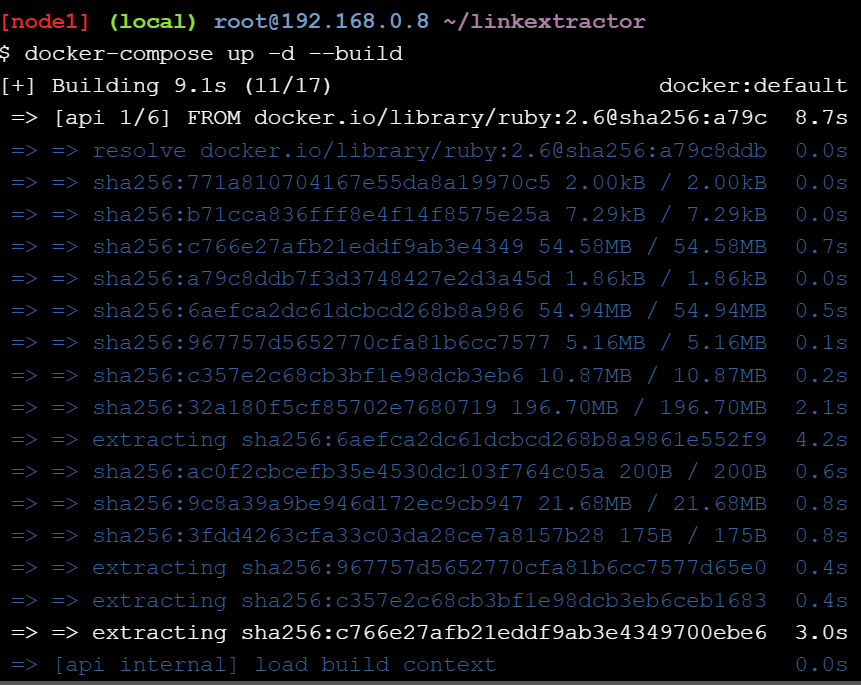 [node1] (local) root@192.168.0.8 ~/linkextractor
$ docker-compose up -d --build
[+] Building 9.1s (11/17) docker:default
=> [api 1/6] FROM docker.io/library/ruby:2.6@sha256:a79c 8.7s
=> => resolve docker.io/library/ruby:2.6@sha256:a79c8ddb 0.0s
=> => sha256:771a810704167e55da8a19970c5 2.00kB / 2.00kB 0.0s
=> => sha256:b71cca836fff8e4f14f8575e25a 7.29kB / 7.29kB 0.0s
=> => sha256:c766e27afb21eddf9ab3e4349 54.58MB / 54.58MB 0.7s
=> => sha256:a79c8ddb7f3d3748427e2d3a45d 1.86kB / 1.86kB 0.0s
=> => sha256:6aefca2dc61dcbcd268b8a986 54.94MB / 54.94MB 0.5s
=> => sha256:967757d5652770cfa81b6cc7577 5.16MB / 5.16MB 0.1s
=> => sha256:c357e2c68cb3bf1e98dcb3eb6 10.87MB / 10.87MB 0.2s
=> => sha256:32a180f5cf85702e7680719 196.70MB / 196.70MB 2.1s
=> => extracting sha256:6aefca2dc61dcbcd268b8a9861e552f9 4.2s
=> => sha256:ac0f2cbcefb35e4530dc103f764c05a 200B / 200B 0.6s
=> => sha256:9c8a39a9be946d172ec9cb947 21.68MB / 21.68MB 0.8s
=> => sha256:3fdd4263cfa33c03da28ce7a8157b28 175B / 175B 0.8s
=> => extracting sha256:967757d5652770cfa81b6cc7577d65e0 0.4s
=> => extracting sha256:c357e2c68cb3bf1e98dcb3eb6ceb1683 0.4s
=> => extracting sha256:c766e27afb21eddf9ab3e4349700ebe6 3.0s
=> [api internal] load build context 0.0s